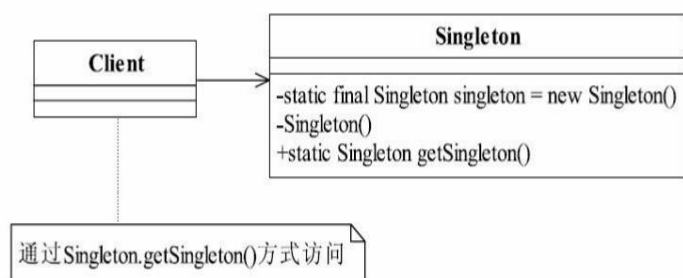 Client
Singleton
-static final Singleton singleton = new Singleton()
-Singleton()
+static Singleton getSingleton()
通过Singleton.getSingleton()方式访问